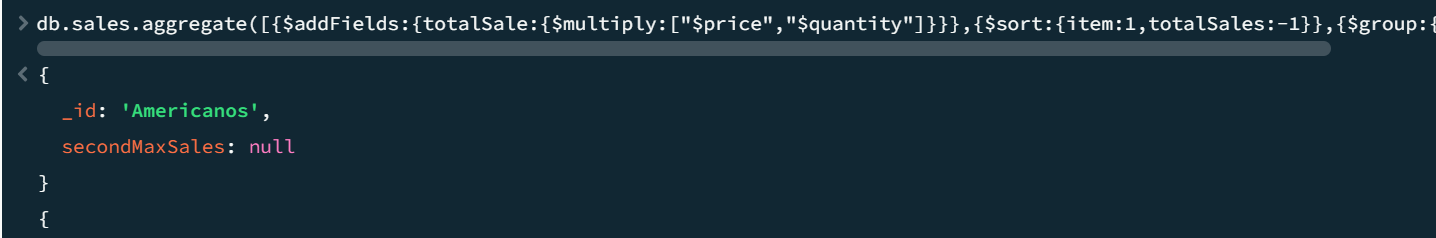 > db.sales.aggregate([{$addFields:{totalSale:{$multiply:["$price","$quantity"]}}},{$sort:{item:1,totalSales:-1}},{$group:{
< {
_id: 'Americanos',
secondMaxSales: null
}
{